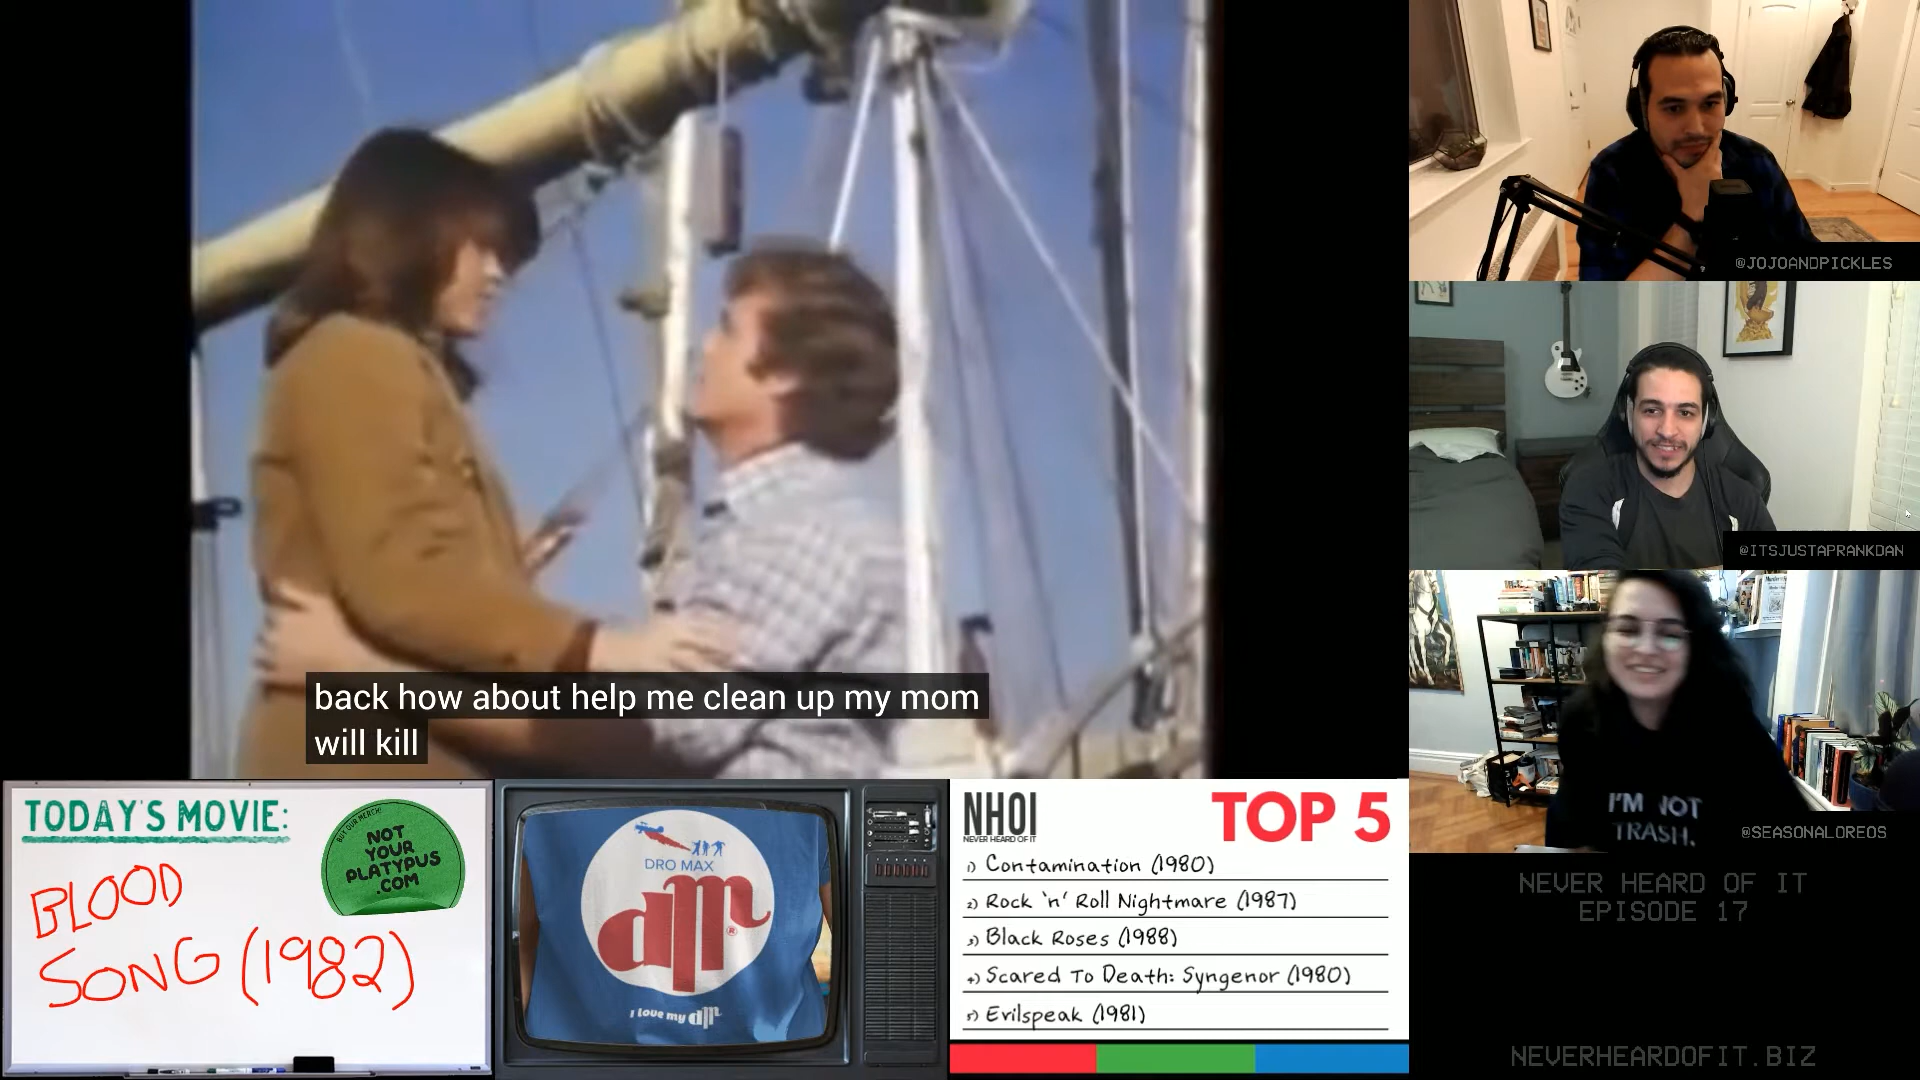 back how about help me clean up my mom
will kill
@JOJOANDPICKLES
@ITSJUSTAPRANKDAN
I'M NOT
TRASH.
@SEASONALOREOS
NEVER HEARD OF IT
EPISODE 17
NEVERHEARDOFIT.BIZ
TODAY'S MOVIE:
BLOOD
SONG (1982)
BUY OUR MERCH!
NOT
YOUR
PLATYPUS
.COM
DRO MAX
dm
®
I love my dm
NHOI
NEVER HEARD OF IT
TOP 5
1) Contamination (1980)
2) Rock 'n' Roll Nightmare (1987)
3) Black Roses (1988)
4) Scared To Death: Syngenor (1980)
5) Evilspeak (1981)